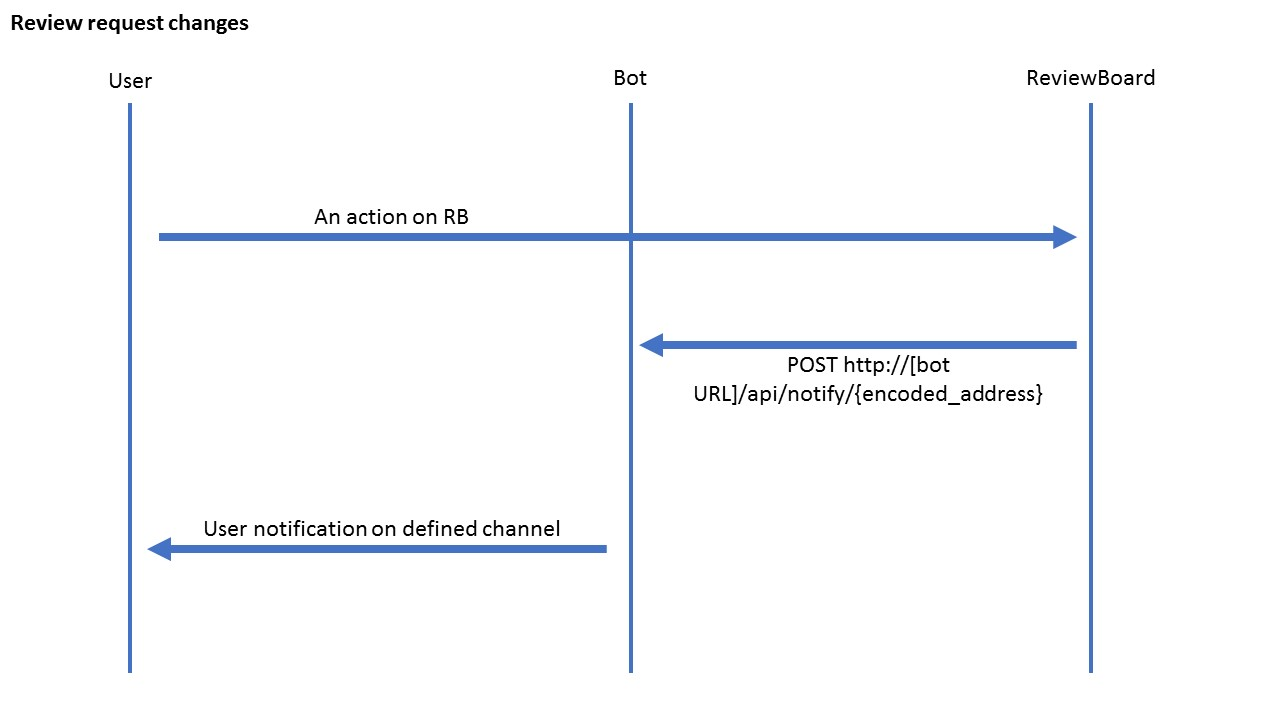 Review request changes
User
Bot
ReviewBoard
An action on RB
POST http://[bot
URL]/api/notify/{encoded_address}
User notification on defined channel